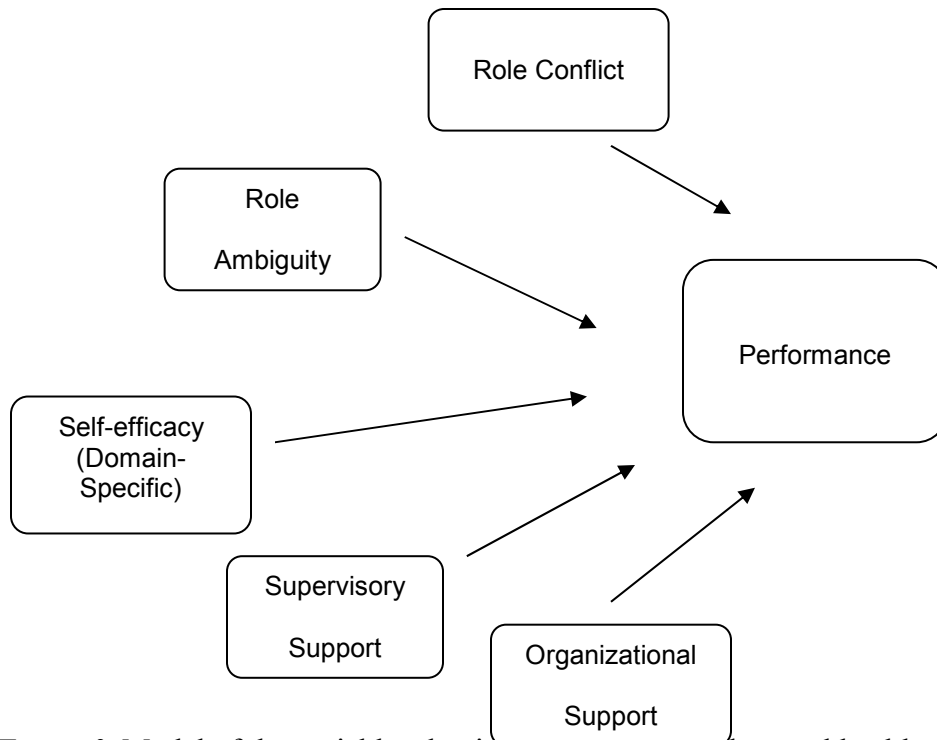 Role Conflict
Role
Ambiguity
Performance
Self-efficacy
(Domain-
Specific)
Supervisory
Support
Organizational
Support